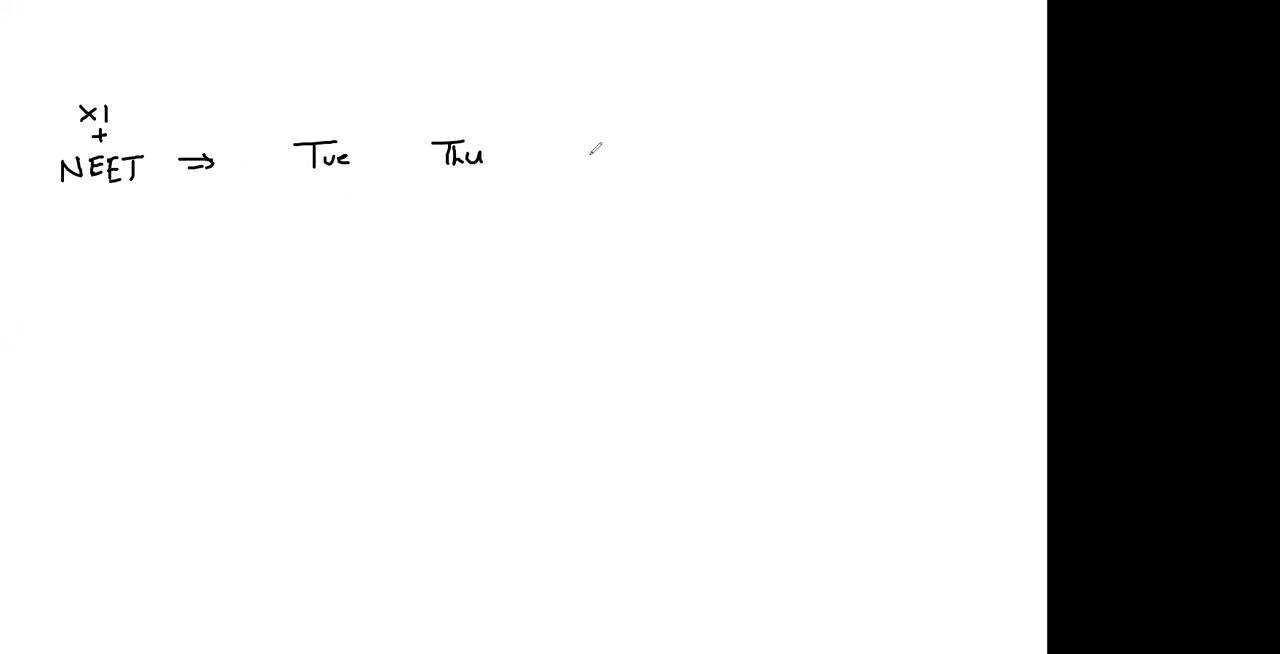 XI
+
NEET ⇒ Tue Thu